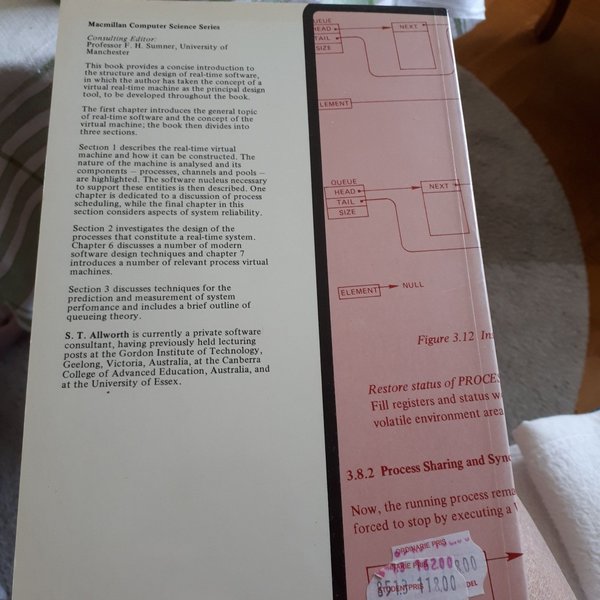 Macmillan Computer Science Series
Consulting Editor:
Professor F. H. Sumner, University of
Manchester
This book provides a concise introduction to
the structure and design of real-time software,
in which the author has taken the concept of a
virtual real-time machine as the principal design
tool, to be developed throughout the book.
The first chapter introduces the general topic
of real-time software and the concept of the
virtual machine; the book then divides into
three sections.
Section 1 describes the real-time virtual
machine and how it can be constructed. The
nature of the machine is analysed and its
components — processes, channels and pools —
are highlighted. The software nucleus necessary
to support these entities is then described. One
chapter is dedicated to a discussion of process
scheduling, while the final chapter in this
section considers aspects of system reliability.
Section 2 investigates the design of the
processes that constitute a real-time system.
Chapter 6 discusses a number of modern
software design techniques and chapter 7
introduces a number of relevant process virtual
machines.
Section 3 discusses techniques for the
prediction and measurement of system
perfomance and includes a brief outline of
queueing theory.
S. T. Allworth is currently a private software
consultant, having previously held lecturing
posts at the Gordon Institute of Technology,
Geelong, Victoria, Australia, at the Canberra
College of Advanced Education, Australia, and
at the University of Essex.
QUEUE
HEAD
NEXT
TAIL
SIZE
ELEMENT
QUEUE
HEAD
NEXT
TAIL
SIZE
ELEMENT
NULL
Figure 3.12 Ins
Restore status of PROCES
Fill registers and status w
volatile environment area
3.8.2 Process Sharing and Sync
Now, the running process rema
forced to stop by executing a
ORDINARIE PRIS
STUDENTPRIS
118.00
DEL